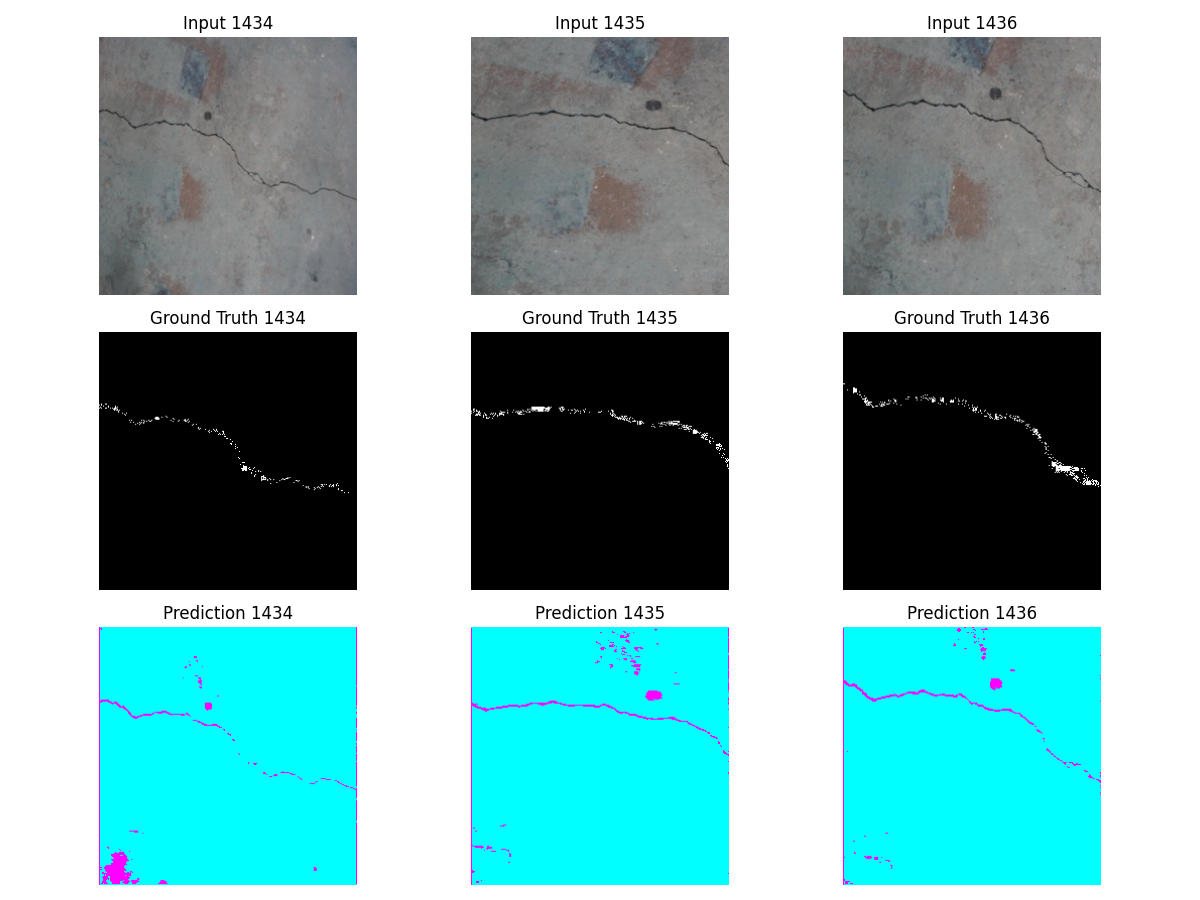 Input 1434
Input 1435
Input 1436
Ground Truth 1434
Ground Truth 1435
Ground Truth 1436
Prediction 1434
Prediction 1435
Prediction 1436